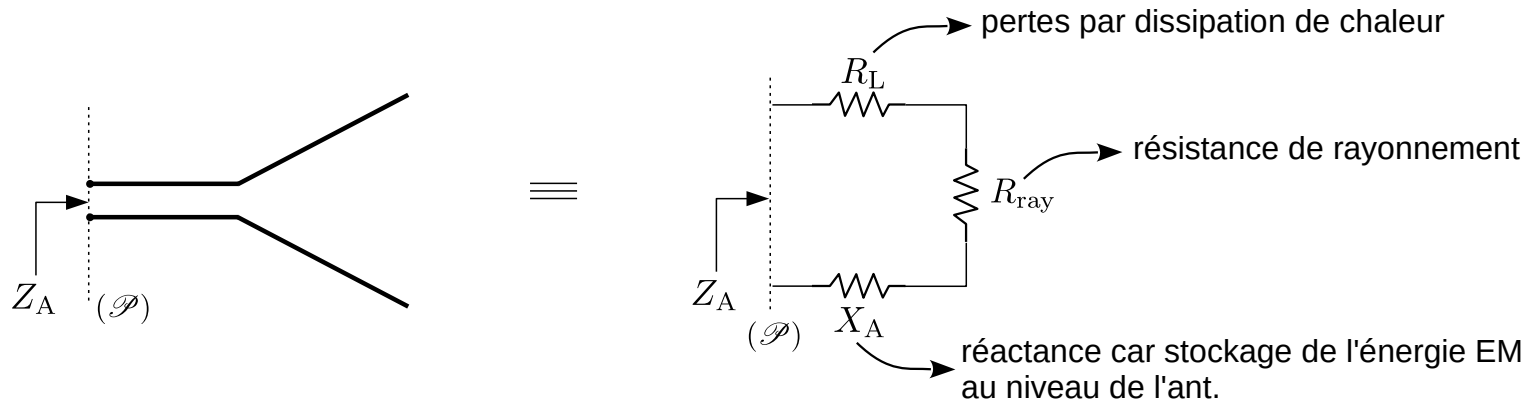 pertes par dissipation de chaleur
R_L
résistance de rayonnement
R_ray
Z_A
(𝒫)
Z_A
(𝒫)
X_A
réactance car stockage de l'énergie EM
au niveau de l'ant.